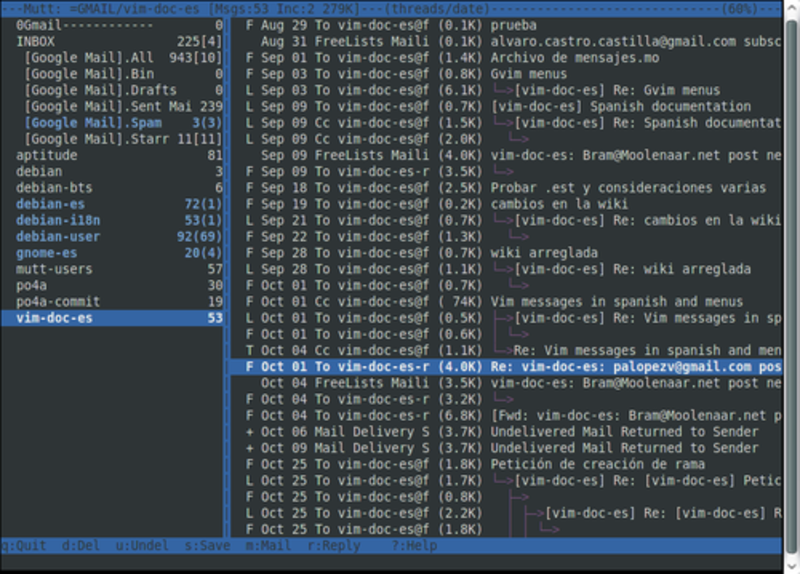 --Mutt: =GMAIL/vim-doc-es [Msgs:53 Inc:2 279K]---(threads/date)---(60%)---
0Gmail------------ 0
INBOX 225[4]
[Google Mail].All 943[10]
[Google Mail].Bin 0
[Google Mail].Drafts 0
[Google Mail].Sent Mai 239
[Google Mail].Spam 3(3)
[Google Mail].Starr 11[11]
aptitude 81
debian 3
debian-bts 6
debian-es 72(1)
debian-i18n 53(1)
debian-user 92(69)
gnome-es 20(4)
mutt-users 57
po4a 30
po4a-commit 19
vim-doc-es 53
F Aug 29 To vim-doc-es@f (0.1K) prueba
Aug 31 FreeLists Maili (0.1K) alvaro.castro.castilla@gmail.com subsc
F Sep 01 To vim-doc-es@f (1.4K) Archivo de mensajes.mo
F Sep 03 To vim-doc-es@f (0.8K) Gvim menus
L Sep 03 To vim-doc-es@f (6.1K) └─>[vim-doc-es] Re: Gvim menus
L Sep 09 To vim-doc-es@f (0.7K) [vim-doc-es] Spanish documentation
L Sep 09 Cc vim-doc-es@f (1.5K) └─>[vim-doc-es] Re: Spanish documentat
L Sep 09 Cc vim-doc-es@f (2.0K) └─>
Sep 09 FreeLists Maili (4.0K) vim-doc-es: Bram@Moolenaar.net post ne
F Sep 09 To vim-doc-es-r (3.5K) └─>
F Sep 18 To vim-doc-es@f (2.5K) Probar .est y consideraciones varias
F Sep 19 To vim-doc-es@f (0.2K) cambios en la wiki
L Sep 21 To vim-doc-es@f (0.7K) └─>[vim-doc-es] Re: cambios en la wiki
F Sep 22 To vim-doc-es@f (1.3K) └─>
F Sep 28 To vim-doc-es@f (0.7K) wiki arreglada
L Sep 28 To vim-doc-es@f (1.1K) └─>[vim-doc-es] Re: wiki arreglada
F Oct 01 To vim-doc-es@f (0.7K) └─>
F Oct 01 Cc vim-doc-es@f ( 74K) Vim messages in spanish and menus
L Oct 01 To vim-doc-es@f (0.5K) ├─>[vim-doc-es] Re: Vim messages in sp
F Oct 01 To vim-doc-es@f (0.6K) │ └─>
T Oct 04 Cc vim-doc-es@f (1.1K) └─>Re: Vim messages in spanish and men
F Oct 01 To vim-doc-es-r (4.0K) Re: vim-doc-es: palopezv@gmail.com pos
Oct 04 FreeLists Maili (3.5K) vim-doc-es: Bram@Moolenaar.net post ne
F Oct 04 To vim-doc-es-r (3.2K) └─>
F Oct 04 To vim-doc-es-r (6.8K) [Fwd: vim-doc-es: Bram@Moolenaar.net p
+ Oct 06 Mail Delivery S (3.7K) Undelivered Mail Returned to Sender
+ Oct 09 Mail Delivery S (3.7K) Undelivered Mail Returned to Sender
F Oct 25 To vim-doc-es@f (1.8K) Petición de creación de rama
L Oct 25 To vim-doc-es@f (1.7K) └─>[vim-doc-es] Re: [vim-doc-es] Petic
F Oct 25 To vim-doc-es@f (0.8K) ├─>
L Oct 25 To vim-doc-es@f (2.2K) │ ├─>[vim-doc-es] Re: [vim-doc-es] R
F Oct 25 To vim-doc-es@f (1.8K) │ │ └─>
q:Quit d:Del u:Undel s:Save m:Mail r:Reply ?:Help